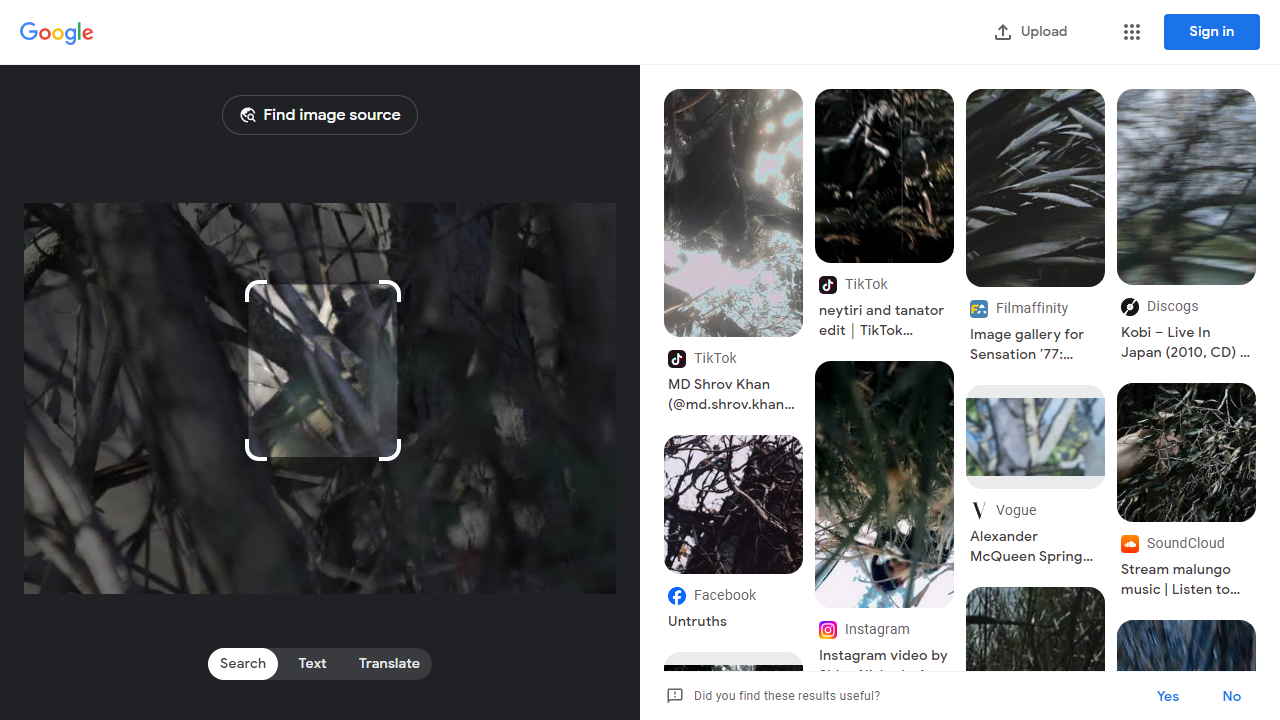 Google
Upload
Sign in
Find image source
Search
Text
Translate
TikTok
MD Shrov Khan
(@md.shrov.khan...
Facebook
Untruths
TikTok
neytiri and tanator
edit | TikTok...
Instagram
Instagram video by
Filmaffinity
Image gallery for
Sensation '77:...
Vogue
Alexander
McQueen Spring...
Discogs
Kobi – Live In
Japan (2010, CD) ...
SoundCloud
Stream malungo
music | Listen to...
Did you find these results useful?
Yes
No